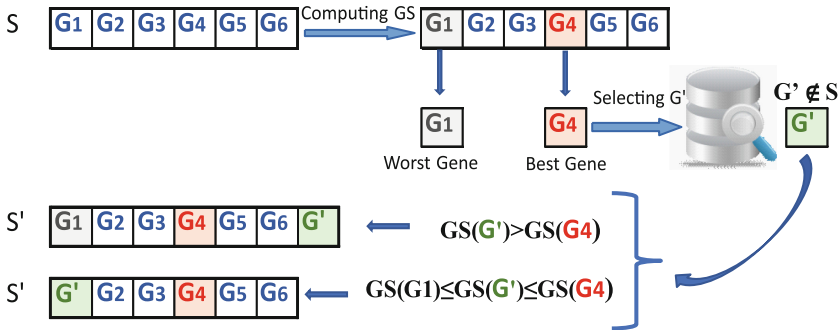 S G1 G2 G3 G4 G5 G6 Computing GS G1 G2 G3 G4 G5 G6
G1 G4 Selecting G' G' ∉ S
G'
Worst Gene Best Gene
S' G1 G2 G3 G4 G5 G6 G' GS(G')>GS(G4)
S' G' G2 G3 G4 G5 G6 GS(G1)≤GS(G')≤GS(G4)